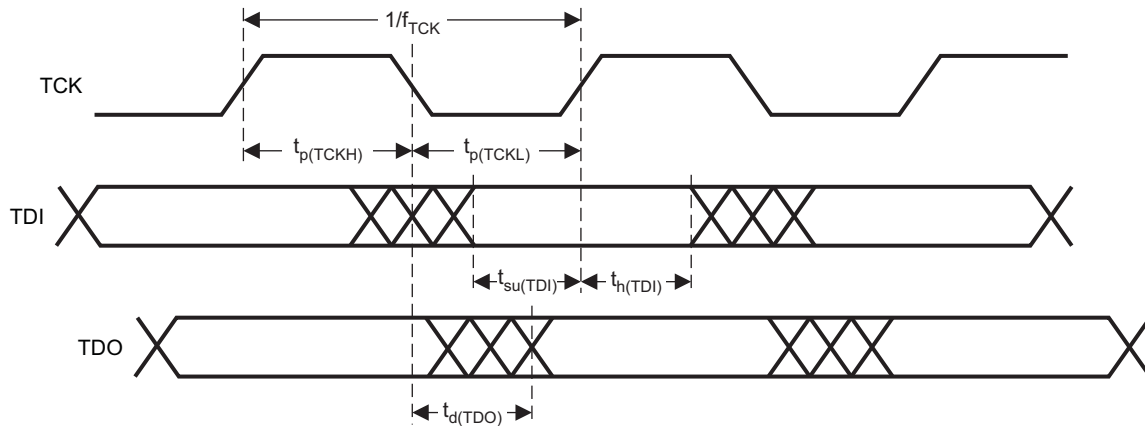 1/fTCK
TCK
tp(TCKH) tp(TCKL)
TDI
tsu(TDI) th(TDI)
TDO
td(TDO)